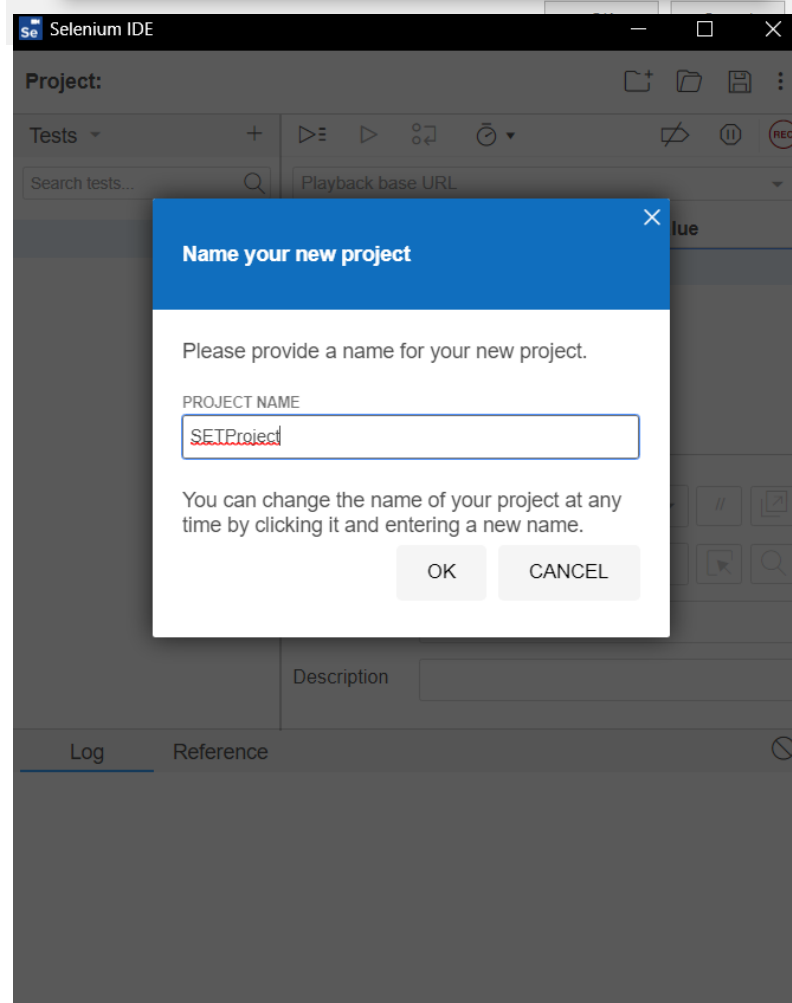 Se Selenium IDE
Project:
Tests
Search tests...
Playback base URL
REC
lue
Name your new project
Please provide a name for your new project.
PROJECT NAME
SETProject
You can change the name of your project at any
time by clicking it and entering a new name.
OK CANCEL
//
Description
Log Reference